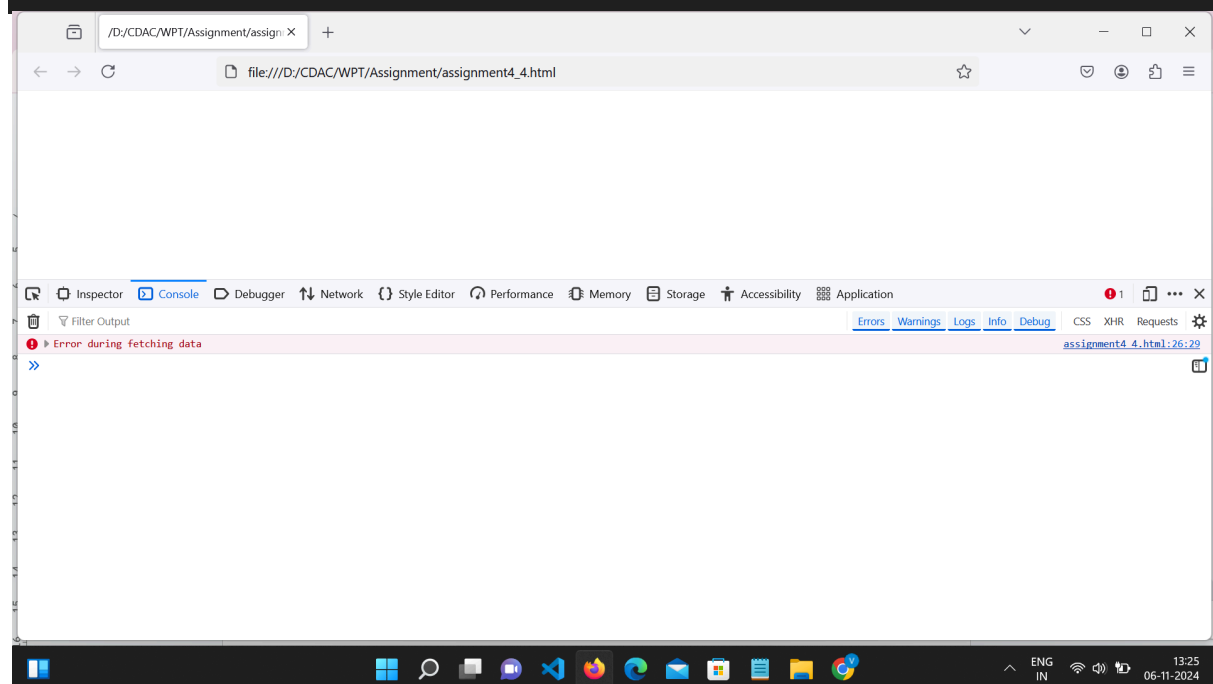 /D:/CDAC/WPT/Assignment/assign
file:///D:/CDAC/WPT/Assignment/assignment4_4.html
Inspector Console Debugger Network Style Editor Performance Memory Storage Accessibility Application 1
Filter Output Errors Warnings Logs Info Debug CSS XHR Requests
Error during fetching data assignment4_4.html:26:29
ENG 13:25
IN 06-11-2024